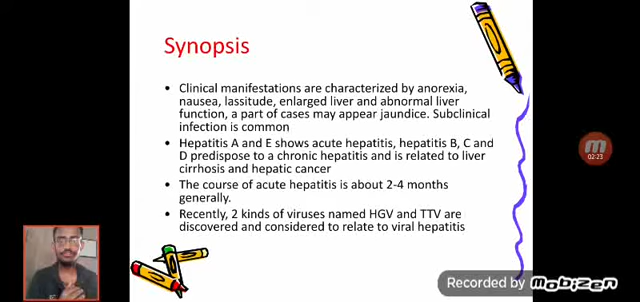 Synopsis
• Clinical manifestations are characterized by anorexia,
nausea, lassitude, enlarged liver and abnormal liver
function, a part of cases may appear jaundice. Subclinical
infection is common
• Hepatitis A and E shows acute hepatitis, hepatitis B, C and
D predispose to a chronic hepatitis and is related to liver
cirrhosis and hepatic cancer
• The course of acute hepatitis is about 2-4 months
generally.
• Recently, 2 kinds of viruses named HGV and TTV are
discovered and considered to relate to viral hepatitis
m
02:23
Recorded by mobizen